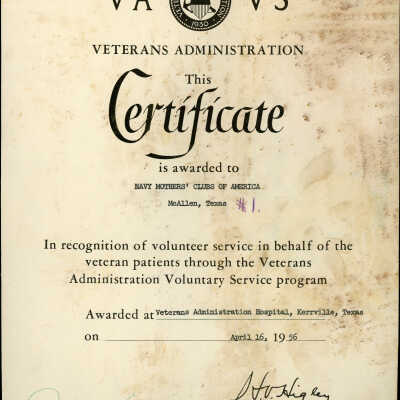 VA VS
1930
VETERANS ADMINISTRATION
This
Certificate
is awarded to
NAVY MOTHERS' CLUBS OF AMERICA
McAllen, Texas #1.
In recognition of volunteer service in behalf of the
veteran patients through the Veterans
Administration Voluntary Service program
Awarded at Veterans Administration Hospital, Kerrville, Texas
on April 16, 1956